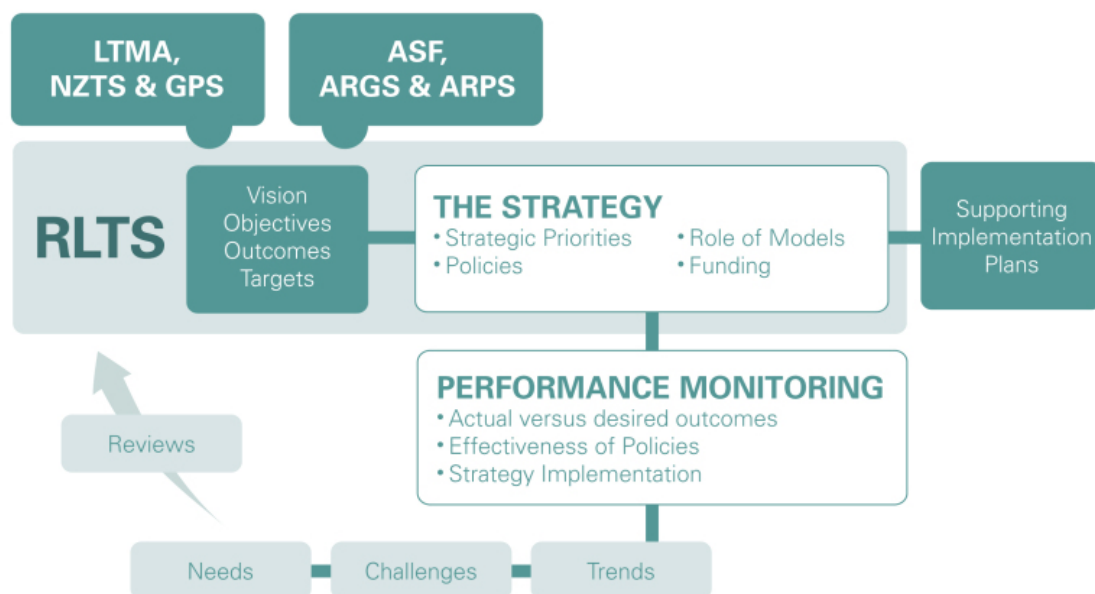 LTMA,
NZTS & GPS
ASF,
ARGS & ARPS
RLTS
Vision
Objectives
Outcomes
Targets
THE STRATEGY
• Strategic Priorities
• Policies
• Role of Models
• Funding
Supporting
Implementation
Plans
PERFORMANCE MONITORING
• Actual versus desired outcomes
• Effectiveness of Policies
• Strategy Implementation
Reviews
Needs
Challenges
Trends